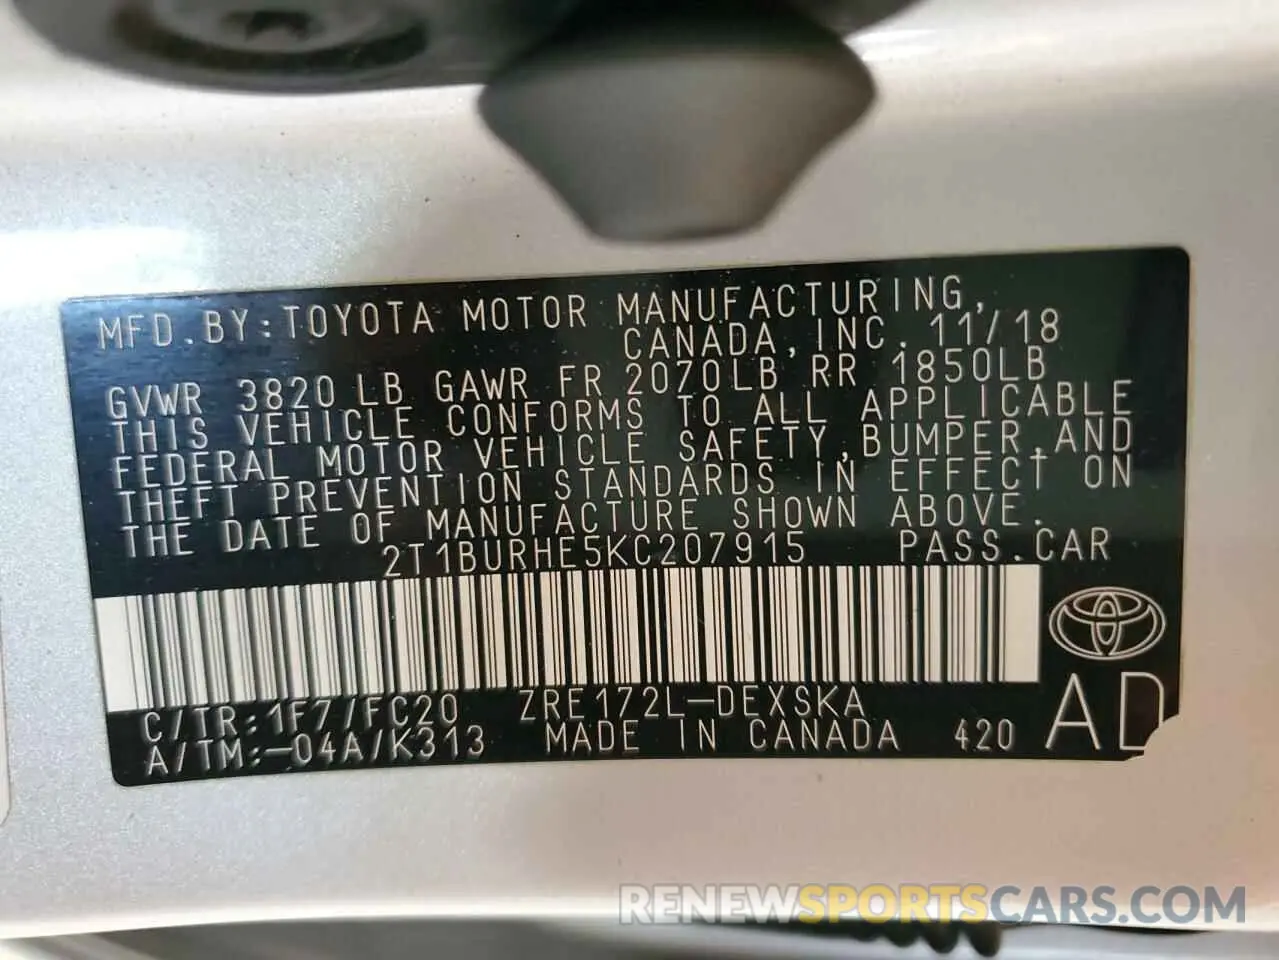 MFD. BY: TOYOTA MOTOR MANUFACTURING,
CANADA, INC. 11/18
GVWR 3820 LB GAWR FR 2070LB RR 1850LB
THIS VEHICLE CONFORMS TO ALL APPLICABLE
FEDERAL MOTOR VEHICLE SAFETY, BUMPER, AND
THEFT PREVENTION STANDARDS IN EFFECT ON
THE DATE OF MANUFACTURE SHOWN ABOVE.
2T1BURHE5KC207915 PASS. CAR
C/TR: 1F7/FC20 ZRE172L-DEXSKA
A/TM: -04A/K313 MADE IN CANADA 420 AD
RENEWSPORTSCARS.COM